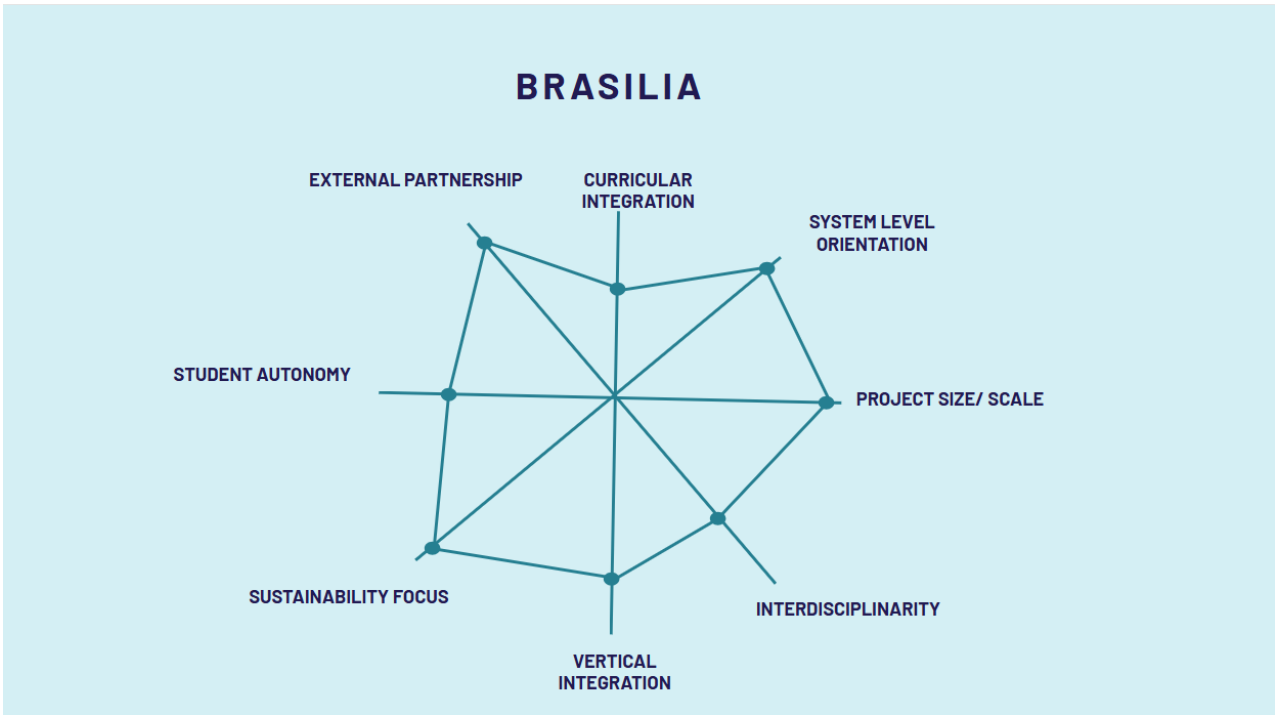 BRASILIA
EXTERNAL PARTNERSHIP
CURRICULAR
INTEGRATION
SYSTEM LEVEL
ORIENTATION
STUDENT AUTONOMY
PROJECT SIZE/ SCALE
SUSTAINABILITY FOCUS
INTERDISCIPLINARITY
VERTICAL
INTEGRATION